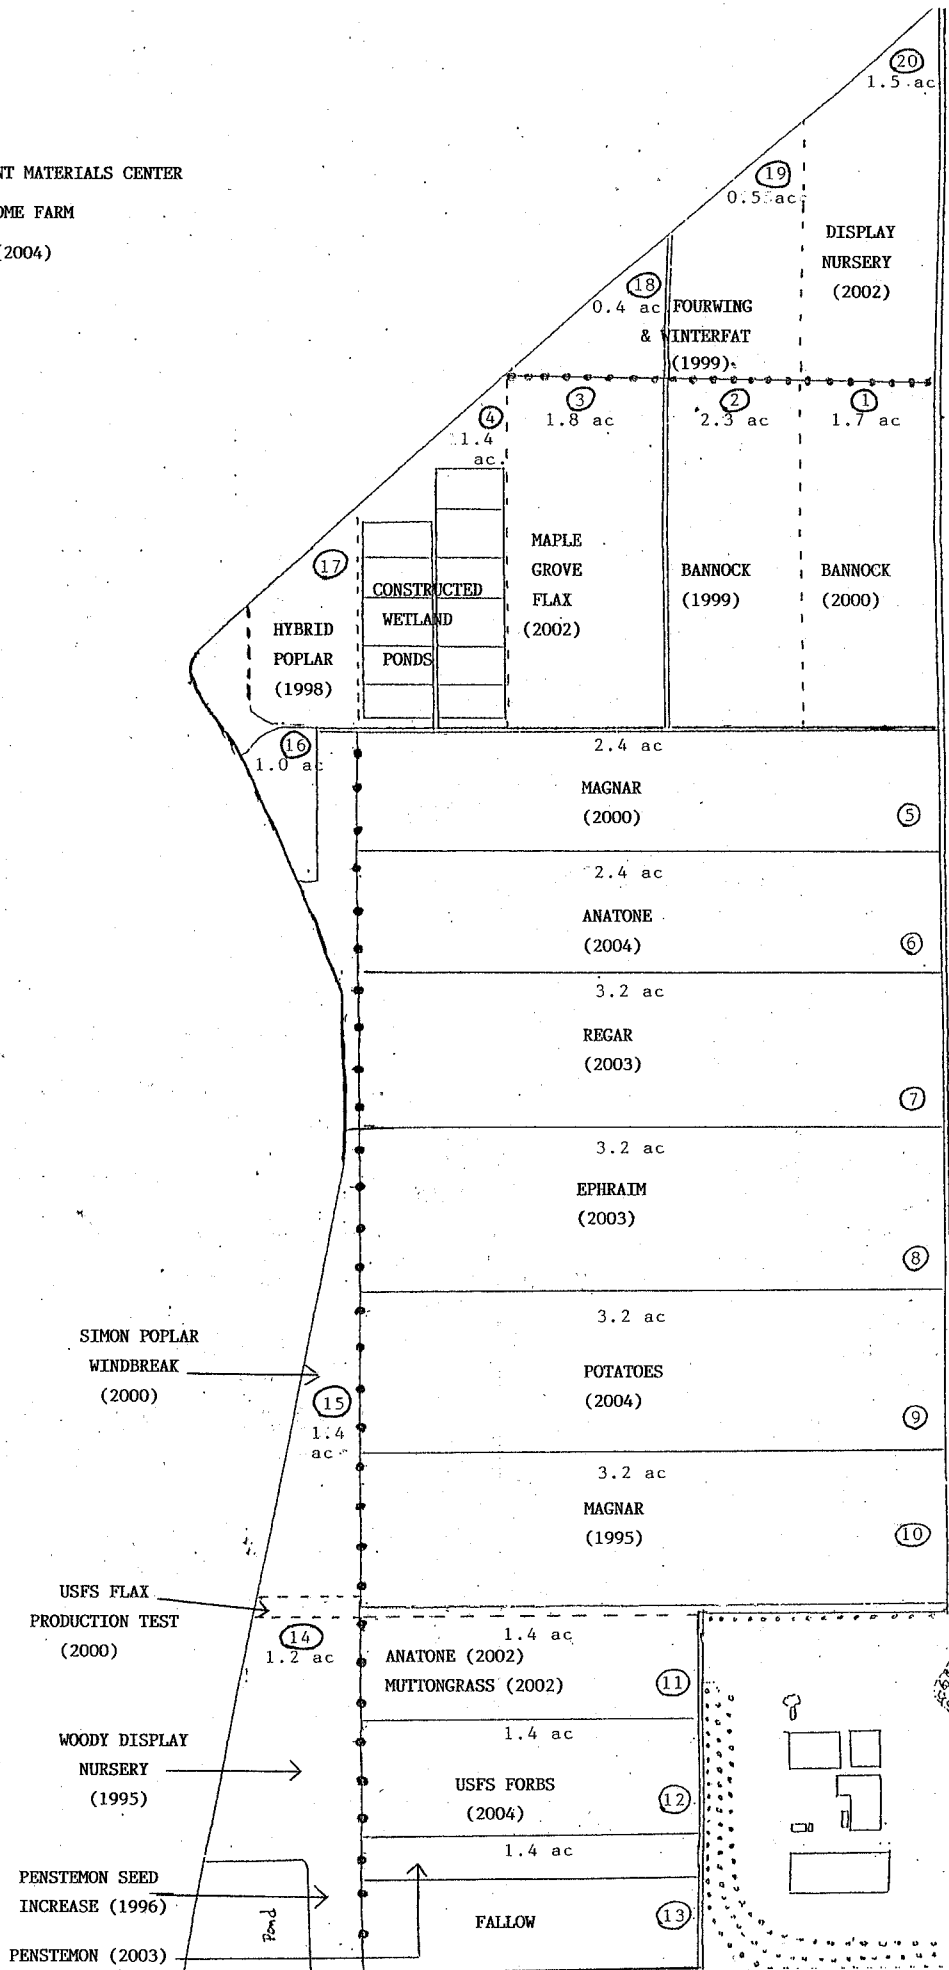 NT MATERIALS CENTER
OME FARM
(2004)
20
1.5 ac
19
0.5 ac
DISPLAY
NURSERY
(2002)
18
0.4 ac
FOURWING
& WINTERFAT
(1999)
4
1.4
ac.
3
1.8 ac
2
2.3 ac
1
1.7 ac
17
HYBRID
POPLAR
(1998)
CONSTRUCTED
WETLAND
PONDS
MAPLE
GROVE
FLAX
(2002)
BANNOCK
(1999)
BANNOCK
(2000)
16
1.0 ac
2.4 ac
MAGNAR
(2000)
5
2.4 ac
ANATONE
(2004)
6
3.2 ac
REGAR
(2003)
7
3.2 ac
EPHRAIM
(2003)
8
3.2 ac
POTATOES
(2004)
9
SIMON POPLAR
WINDBREAK
(2000)
15
1.4
ac
3.2 ac
MAGNAR
(1995)
10
USFS FLAX
PRODUCTION TEST
(2000)
14
1.2 ac
1.4 ac
ANATONE (2002)
MUTTONGRASS (2002)
11
WOODY DISPLAY
NURSERY
(1995)
1.4 ac
USFS FORBS
(2004)
12
1.4 ac
PENSTEMON SEED
INCREASE (1996)
Pond
FALLOW
13
PENSTEMON (2003)